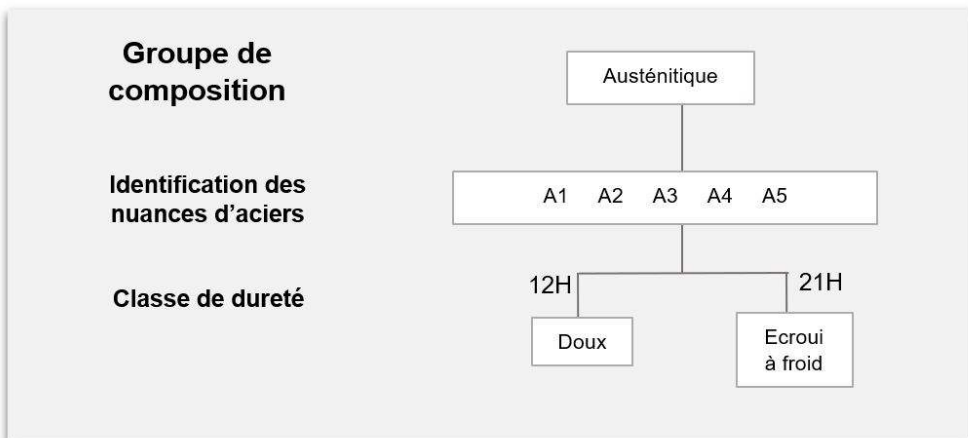 Groupe de
composition
Austénitique
Identification des
nuances d'aciers
A1 A2 A3 A4 A5
Classe de dureté
12H
21H
Doux
Ecroui
à froid